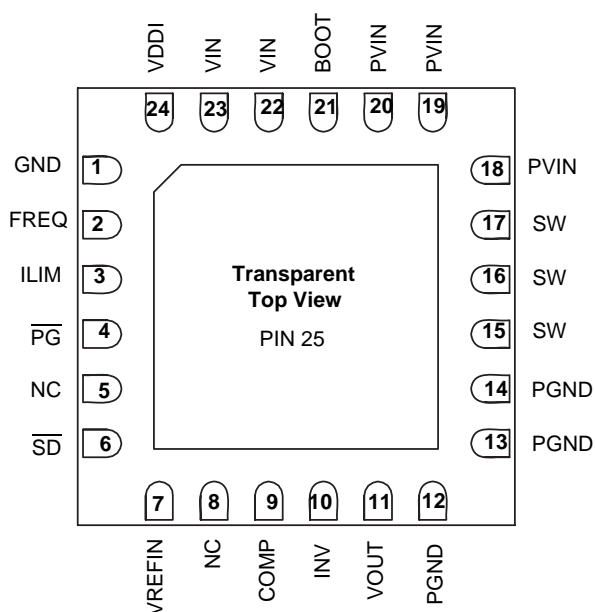 VDDI
VIN
VIN
BOOT
PVIN
PVIN
24
23
22
21
20
19
GND 1
18 PVIN
FREQ 2
17 SW
ILIM 3
16 SW
Transparent
Top View
PIN 25
P̅G̅ 4
15 SW
NC 5
14 PGND
S̅D̅ 6
13 PGND
7
8
9
10
11
12
VREFIN
NC
COMP
INV
VOUT
PGND